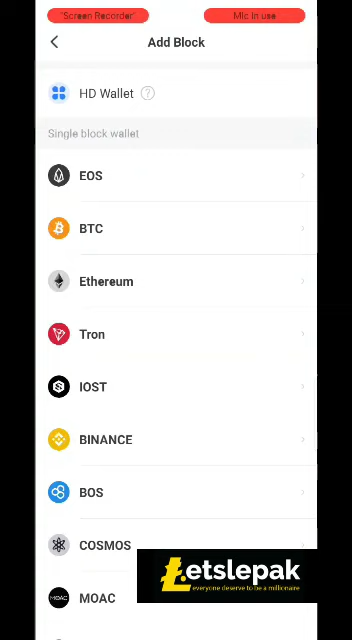 "Screen Recorder"
Mic in use
Add Block
HD Wallet ?
Single block wallet
EOS
BTC
Ethereum
Tron
IOST
BINANCE
BOS
COSMOS
MOAC
MOAC
Letslepak
everyone deserve to be a millionaire